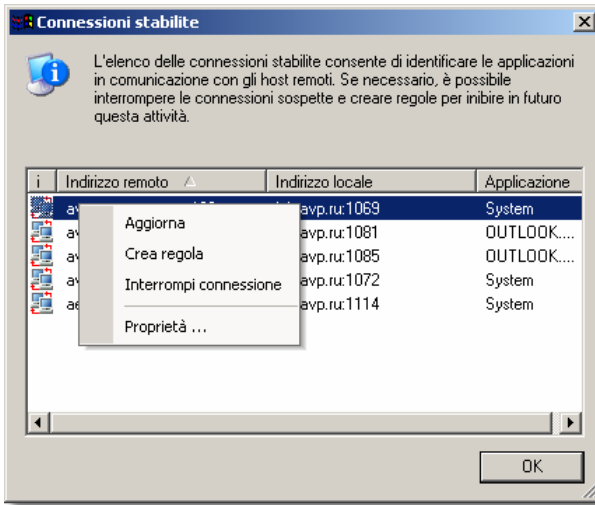 Connessioni stabilite
L'elenco delle connessioni stabilite consente di identificare le applicazioni
in comunicazione con gli host remoti. Se necessario, è possibile
interrompere le connessioni sospette e creare regole per inibire in futuro
questa attività.
i Indirizzo remoto Indirizzo locale Applicazione
avp.ru:1069 System
avp.ru:1081 OUTLOOK....
avp.ru:1085 OUTLOOK....
avp.ru:1072 System
avp.ru:1114 System
Aggiorna
Crea regola
Interrompi connessione
Proprietà ...
OK